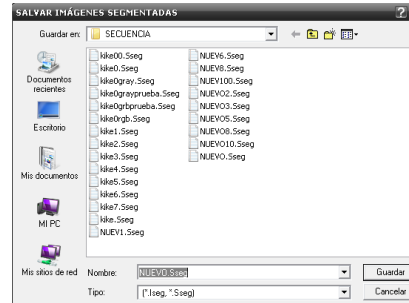 SALVAR IMÁGENES SEGMENTADAS
?
Guardar en:
SECUENCIA
Documentos recientes
Escritorio
Mis documentos
MI PC
Mis sitios de red
kike00.Sseg
kike0.Sseg
kike0gray.Sseg
kike0grayprueba.Sseg
kike0grbprueba.Sseg
kike0rgb.Sseg
kike1.Sseg
kike2.Sseg
kike3.Sseg
kike4.Sseg
kike5.Sseg
kike6.Sseg
kike7.Sseg
kike.Sseg
NUEV1.Sseg
NUEV6.Sseg
NUEV8.Sseg
NUEV100.Sseg
NUEVO2.Sseg
NUEVO3.Sseg
NUEVO5.Sseg
NUEVO8.Sseg
NUEVO10.Sseg
NUEVO.Sseg
Nombre:
NUEVO.Sseg
Guardar
Tipo:
(*.Iseg, *.Sseg)
Cancelar